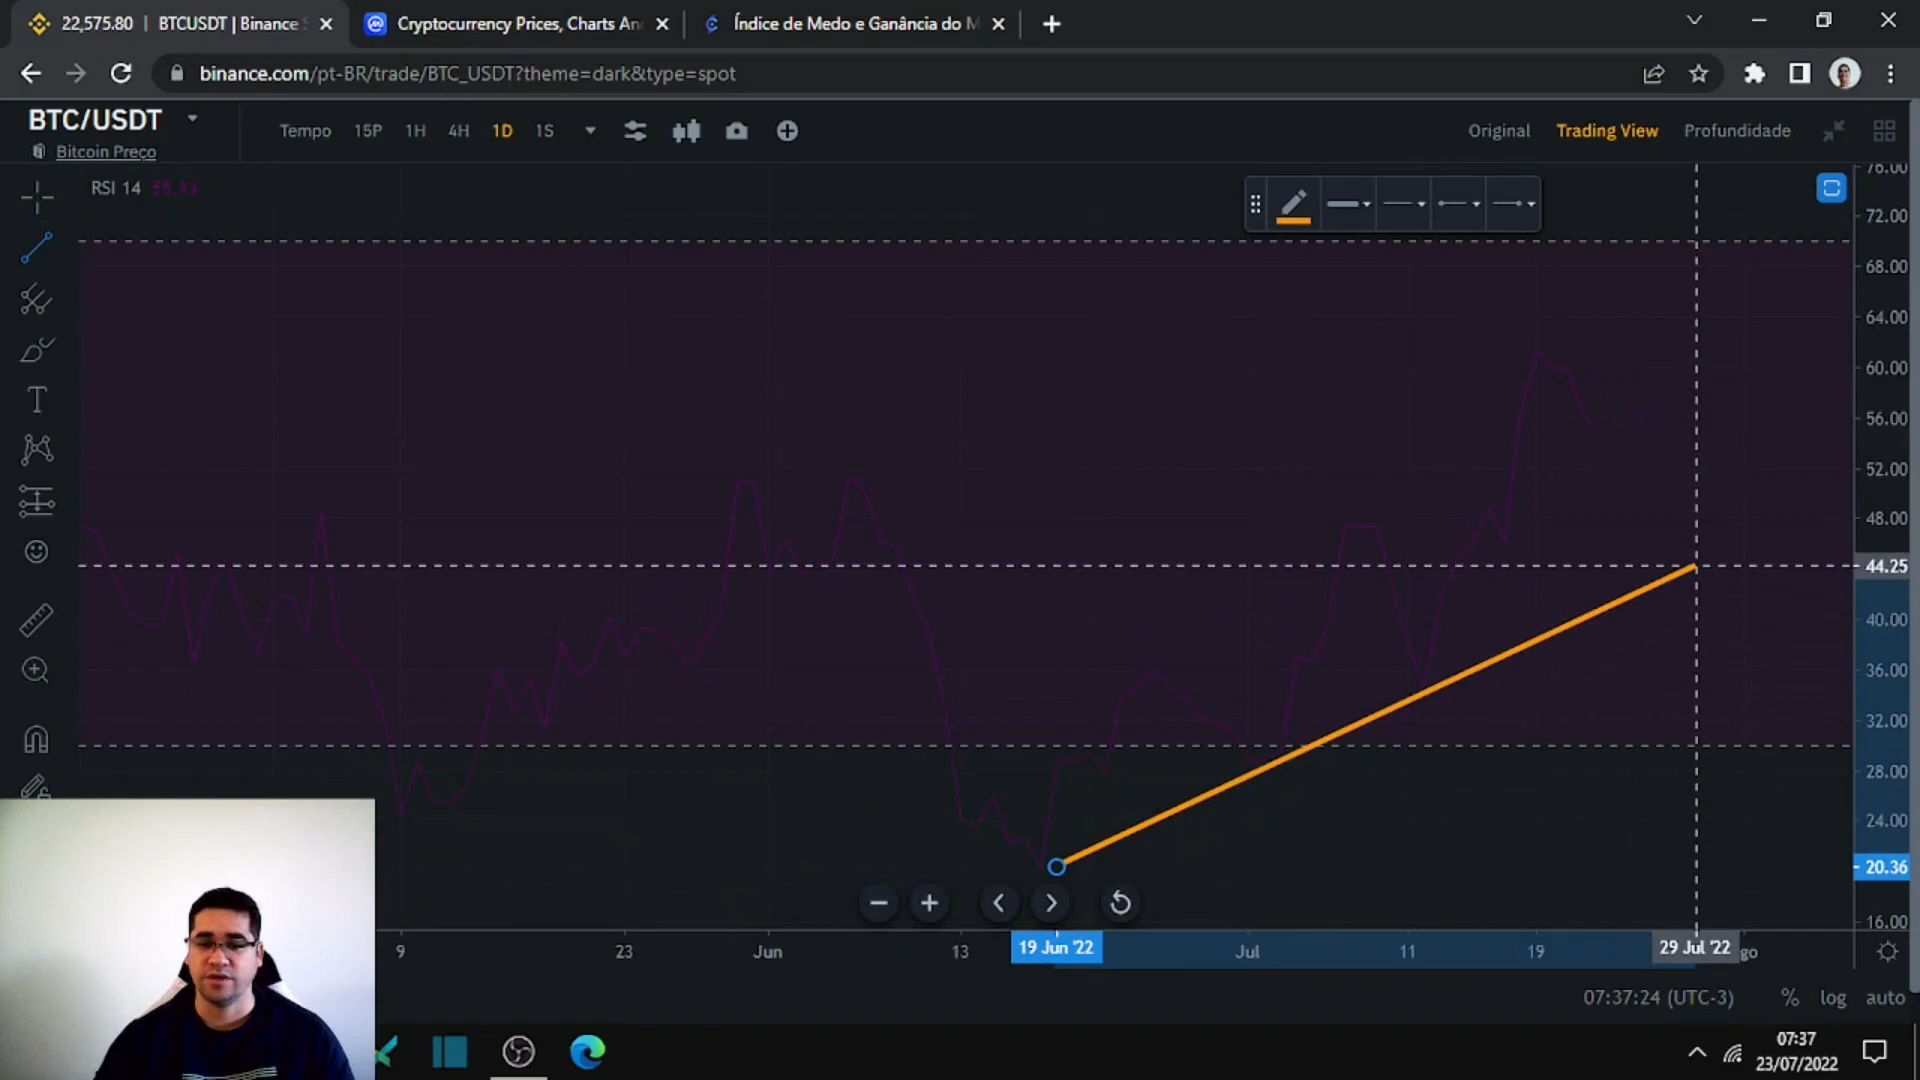 22,575.80 | BTCUSDT | Binance S
Cryptocurrency Prices, Charts An
Índice de Medo e Ganância do M
binance.com/pt-BR/trade/BTC_USDT?theme=dark&type=spot
BTC/USDT
Bitcoin Preço
Tempo 15P 1H 4H 1D 1S
Original Trading View Profundidade
RSI 14
76.00
72.00
68.00
64.00
60.00
56.00
52.00
48.00
44.25
40.00
36.00
32.00
28.00
24.00
20.36
16.00
9 23 Jun 13 19 Jun '22 Jul 11 19 29 Jul '22 go
07:37:24 (UTC-3) % log auto
07:37
23/07/2022